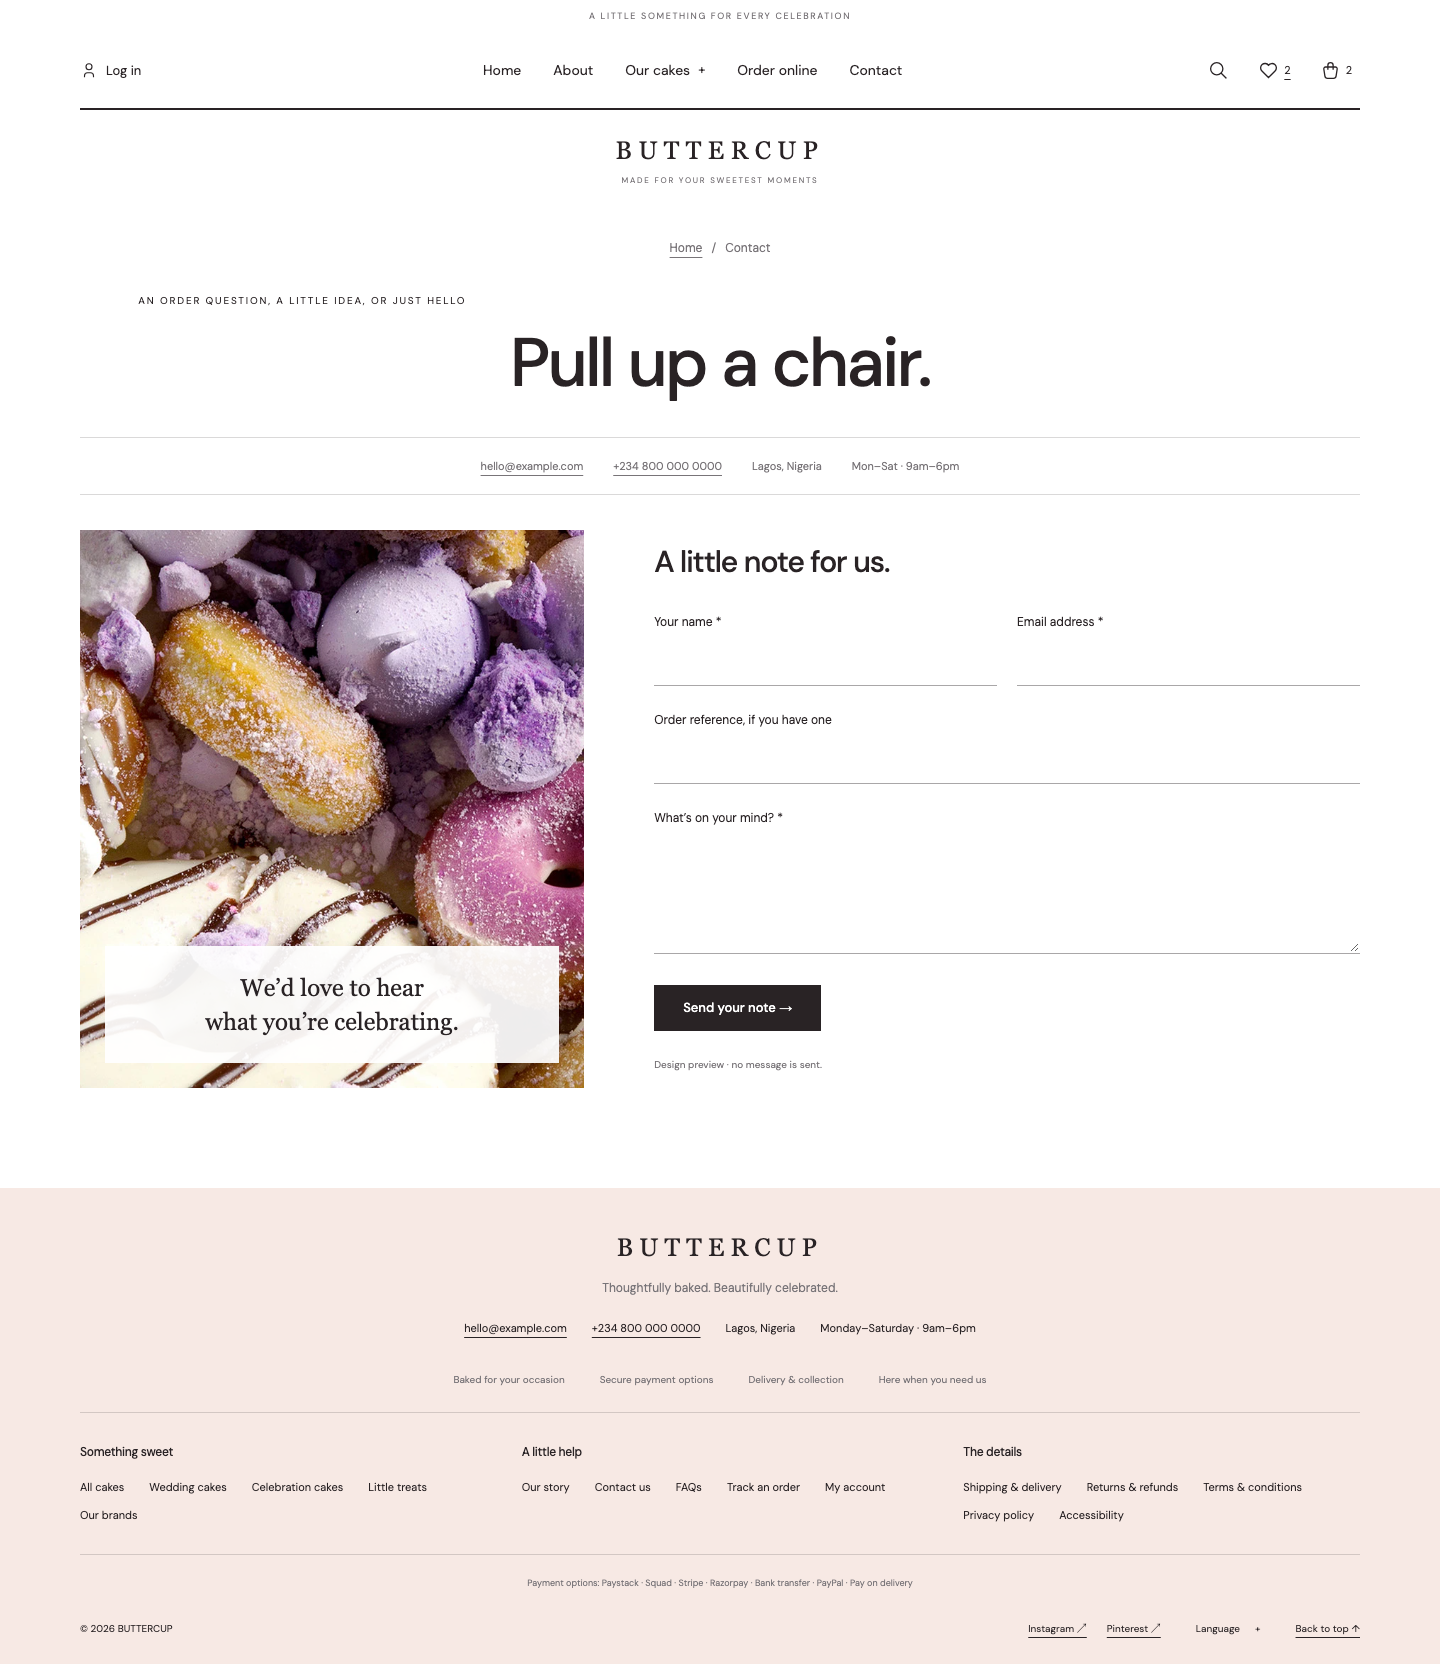 A LITTLE SOMETHING FOR EVERY CELEBRATION
Log in
Home About Our cakes + Order online Contact
2 2
BUTTERCUP
MADE FOR YOUR SWEETEST MOMENTS
Home / Contact
AN ORDER QUESTION, A LITTLE IDEA, OR JUST HELLO
Pull up a chair.
hello@example.com +234 800 000 0000 Lagos, Nigeria Mon–Sat · 9am–6pm
We’d love to hear
what you’re celebrating.
A little note for us.
Your name * Email address *
Order reference, if you have one
What’s on your mind? *
Send your note →
Design preview · no message is sent.
BUTTERCUP
Thoughtfully baked. Beautifully celebrated.
hello@example.com +234 800 000 0000 Lagos, Nigeria Monday–Saturday · 9am–6pm
Baked for your occasion Secure payment options Delivery & collection Here when you need us
Something sweet
All cakes Wedding cakes Celebration cakes Little treats
Our brands
A little help
Our story Contact us FAQs Track an order My account
The details
Shipping & delivery Returns & refunds Terms & conditions
Privacy policy Accessibility
Payment options: Paystack · Squad · Stripe · Razorpay · Bank transfer · PayPal · Pay on delivery
© 2026 BUTTERCUP
Instagram ↗ Pinterest ↗ Language + Back to top ↑